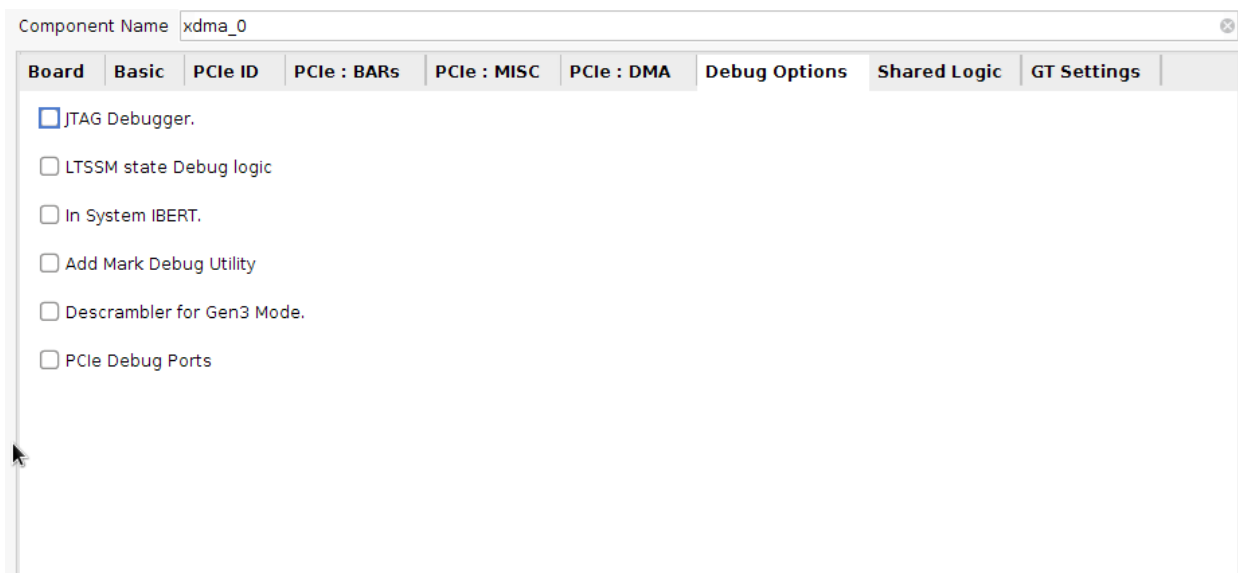 Component Name xdma_0
Board Basic PCIe ID PCIe : BARs PCIe : MISC PCIe : DMA Debug Options Shared Logic GT Settings
JTAG Debugger.
LTSSM state Debug logic
In System IBERT.
Add Mark Debug Utility
Descrambler for Gen3 Mode.
PCIe Debug Ports